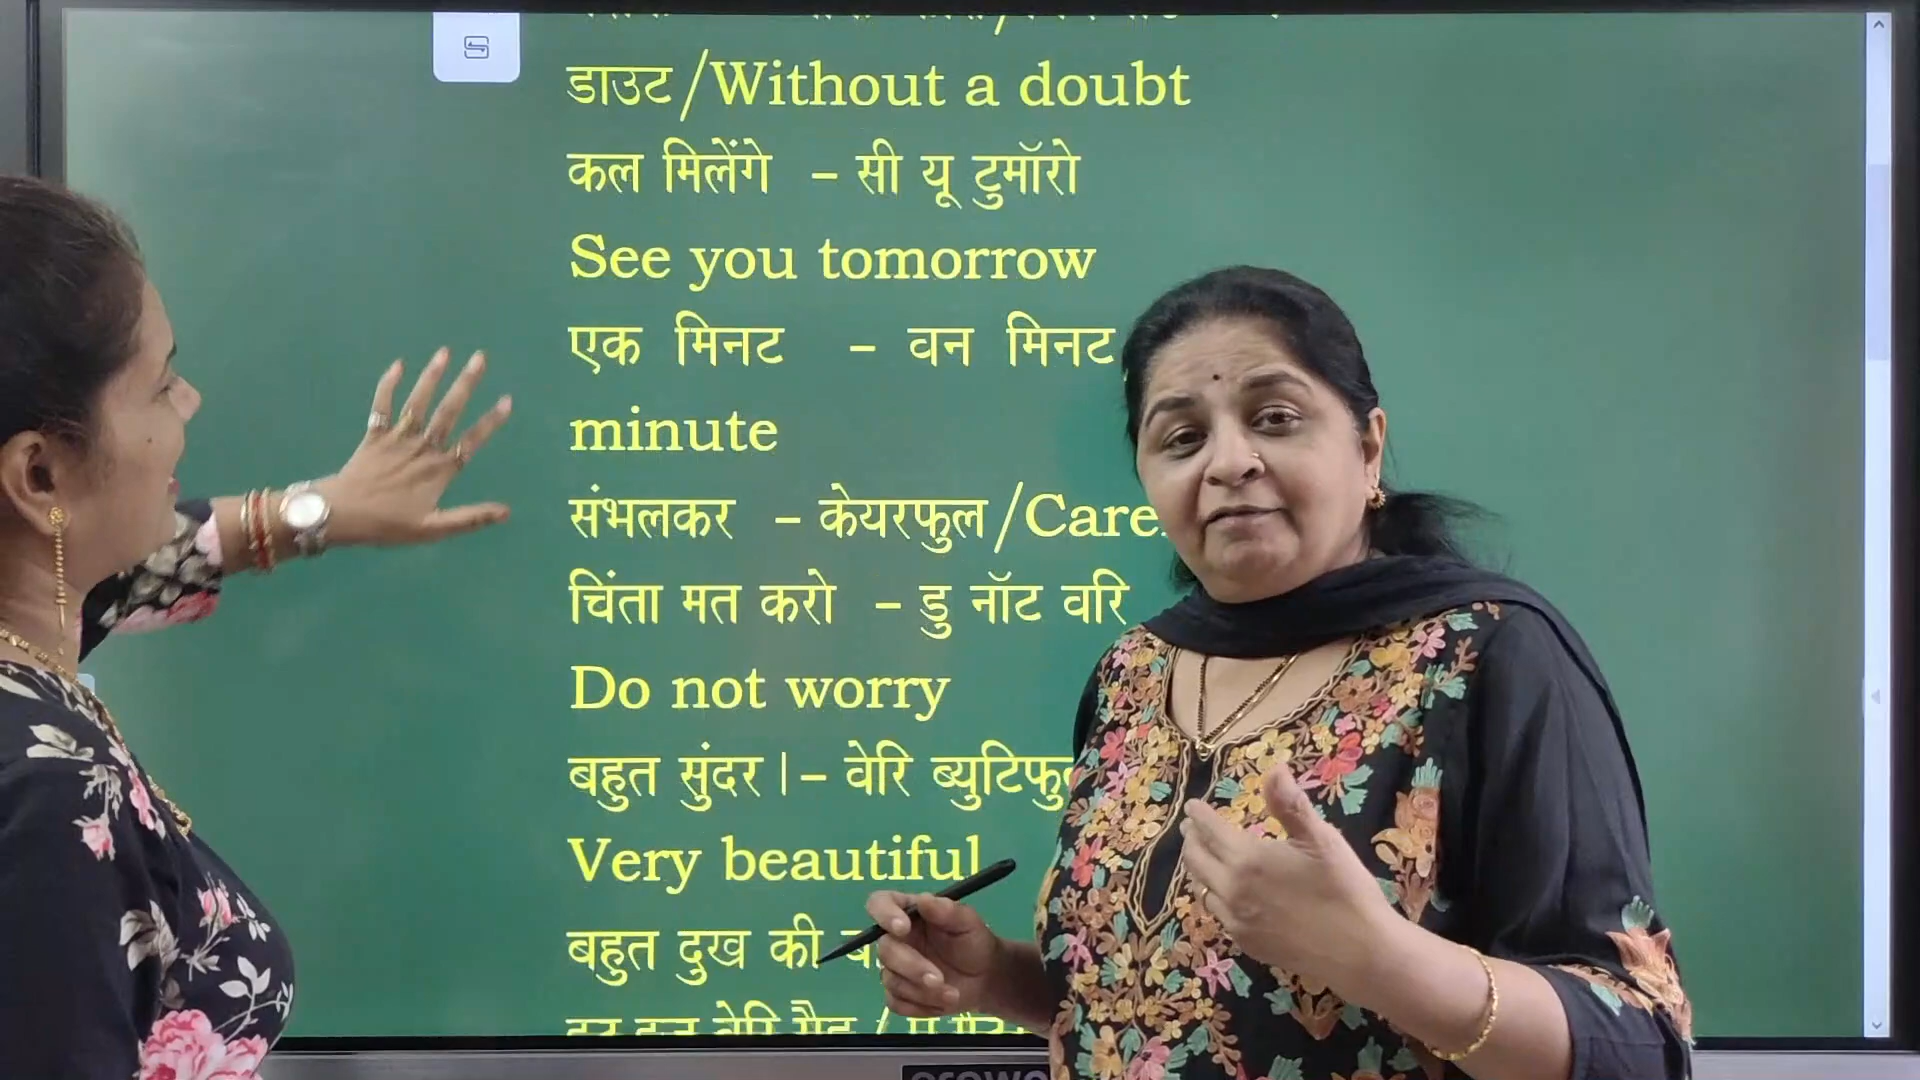 डाउट/Without a doubt
कल मिलेंगे – सी यू टुमॉरो
See you tomorrow
एक मिनट – वन मिनट
minute
संभलकर – केयरफुल/Care
चिंता मत करो – डु नॉट वरि
Do not worry
बहुत सुंदर।– वेरि
Very beautiful
बहुत दुख की